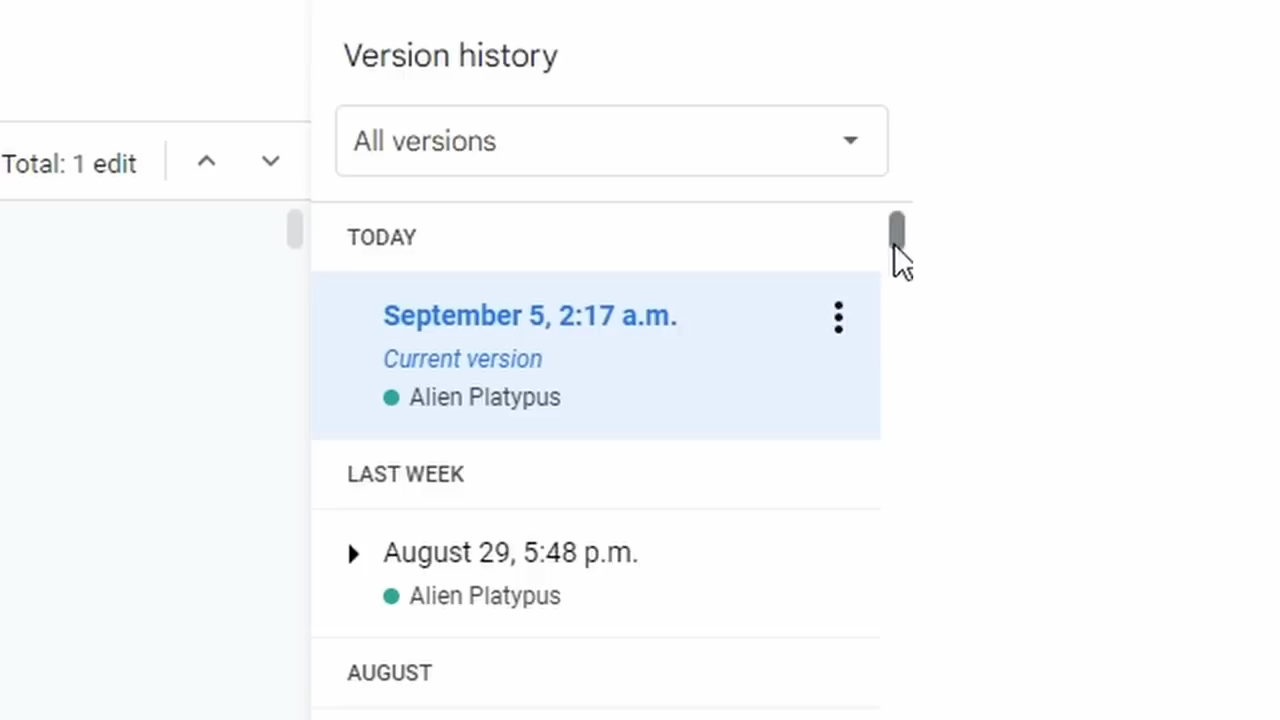 Version history
All versions
Total: 1 edit
TODAY
September 5, 2:17 a.m.
Current version
Alien Platypus
LAST WEEK
August 29, 5:48 p.m.
Alien Platypus
AUGUST